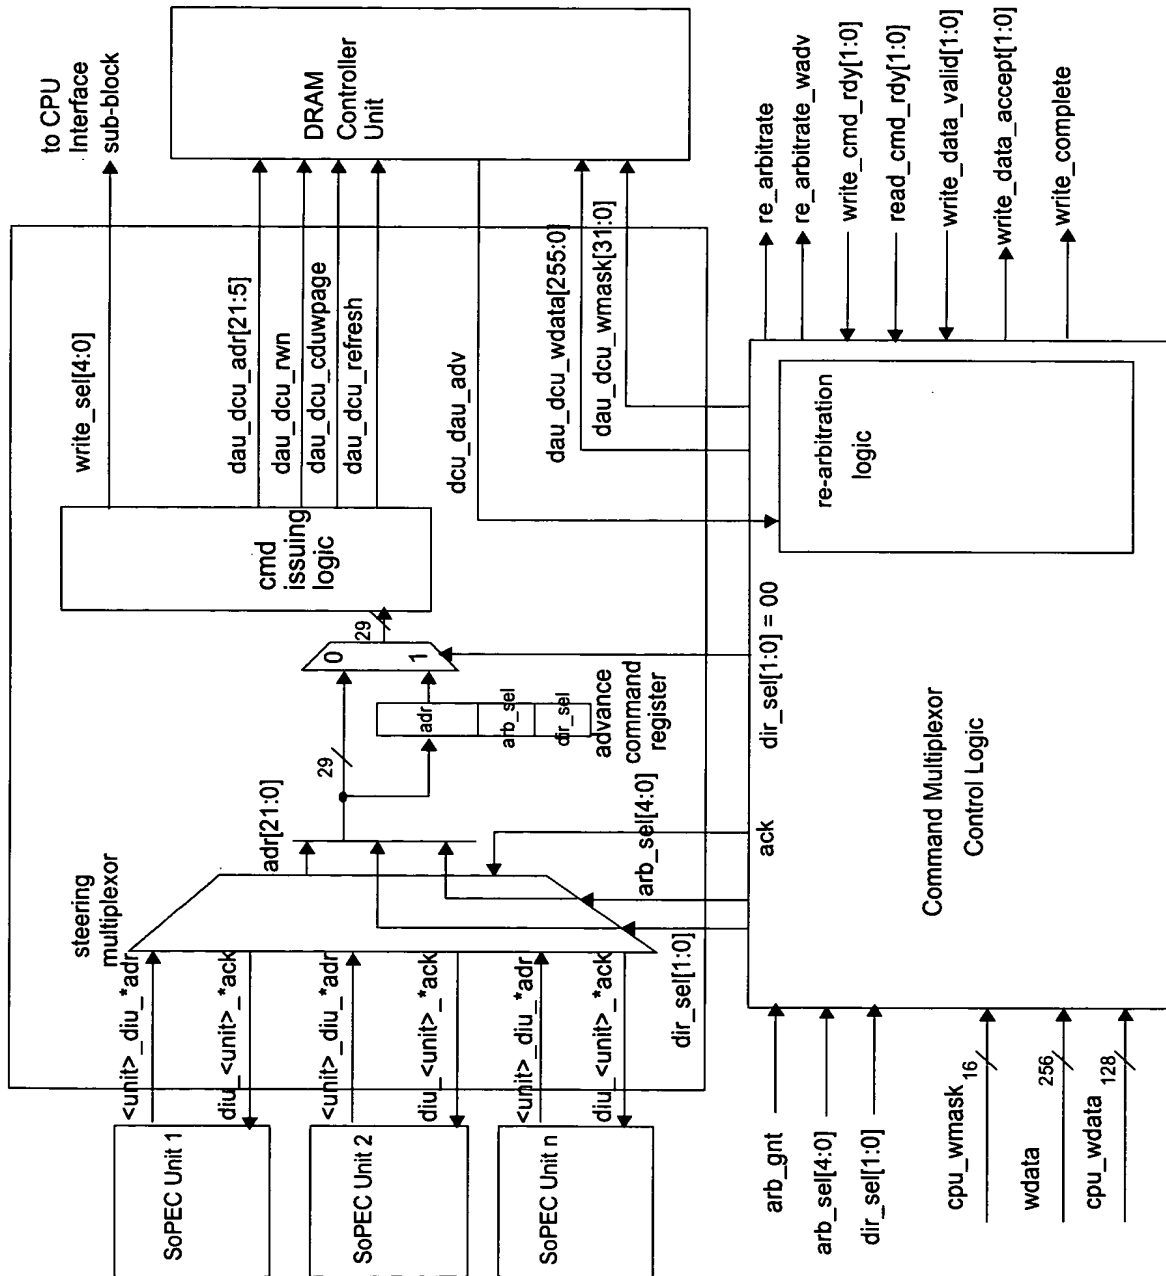 to CPU
Interface
sub-block
DRAM
Controller
Unit
write_sel[4:0]
dau_dcu_adr[21:5]
dau_dcu_rwn
dau_dcu_cduwpage
dau_dcu_refresh
dcu_dau_adv
dau_dcu_wdata[255:0]
dau_dcu_wmask[31:0]
re_arbitrate
re_arbitrate_wadv
write_cmd_rdy[1:0]
read_cmd_rdy[1:0]
write_data_valid[1:0]
write_data_accept[1:0]
write_complete
cmd
issuing
logic
re-arbitration
logic
29
0
1
adr
arb_sel
dir_sel
advance
command
register
29
dir_sel[1:0] = 00
adr[21:0]
arb_sel[4:0]
ack
Command Multiplexor
Control Logic
steering
multiplexor
<unit>_diu_*adr
diu_<unit>_*ack
<unit>_diu_*adr
diu_<unit>_*ack
<unit>_diu_*adr
diu_<unit>_*ack
dir_sel[1:0]
SoPEC Unit 1
SoPEC Unit 2
SoPEC Unit n
arb_gnt
arb_sel[4:0]
dir_sel[1:0]
cpu_wmask
16
wdata
256
cpu_wdata
128